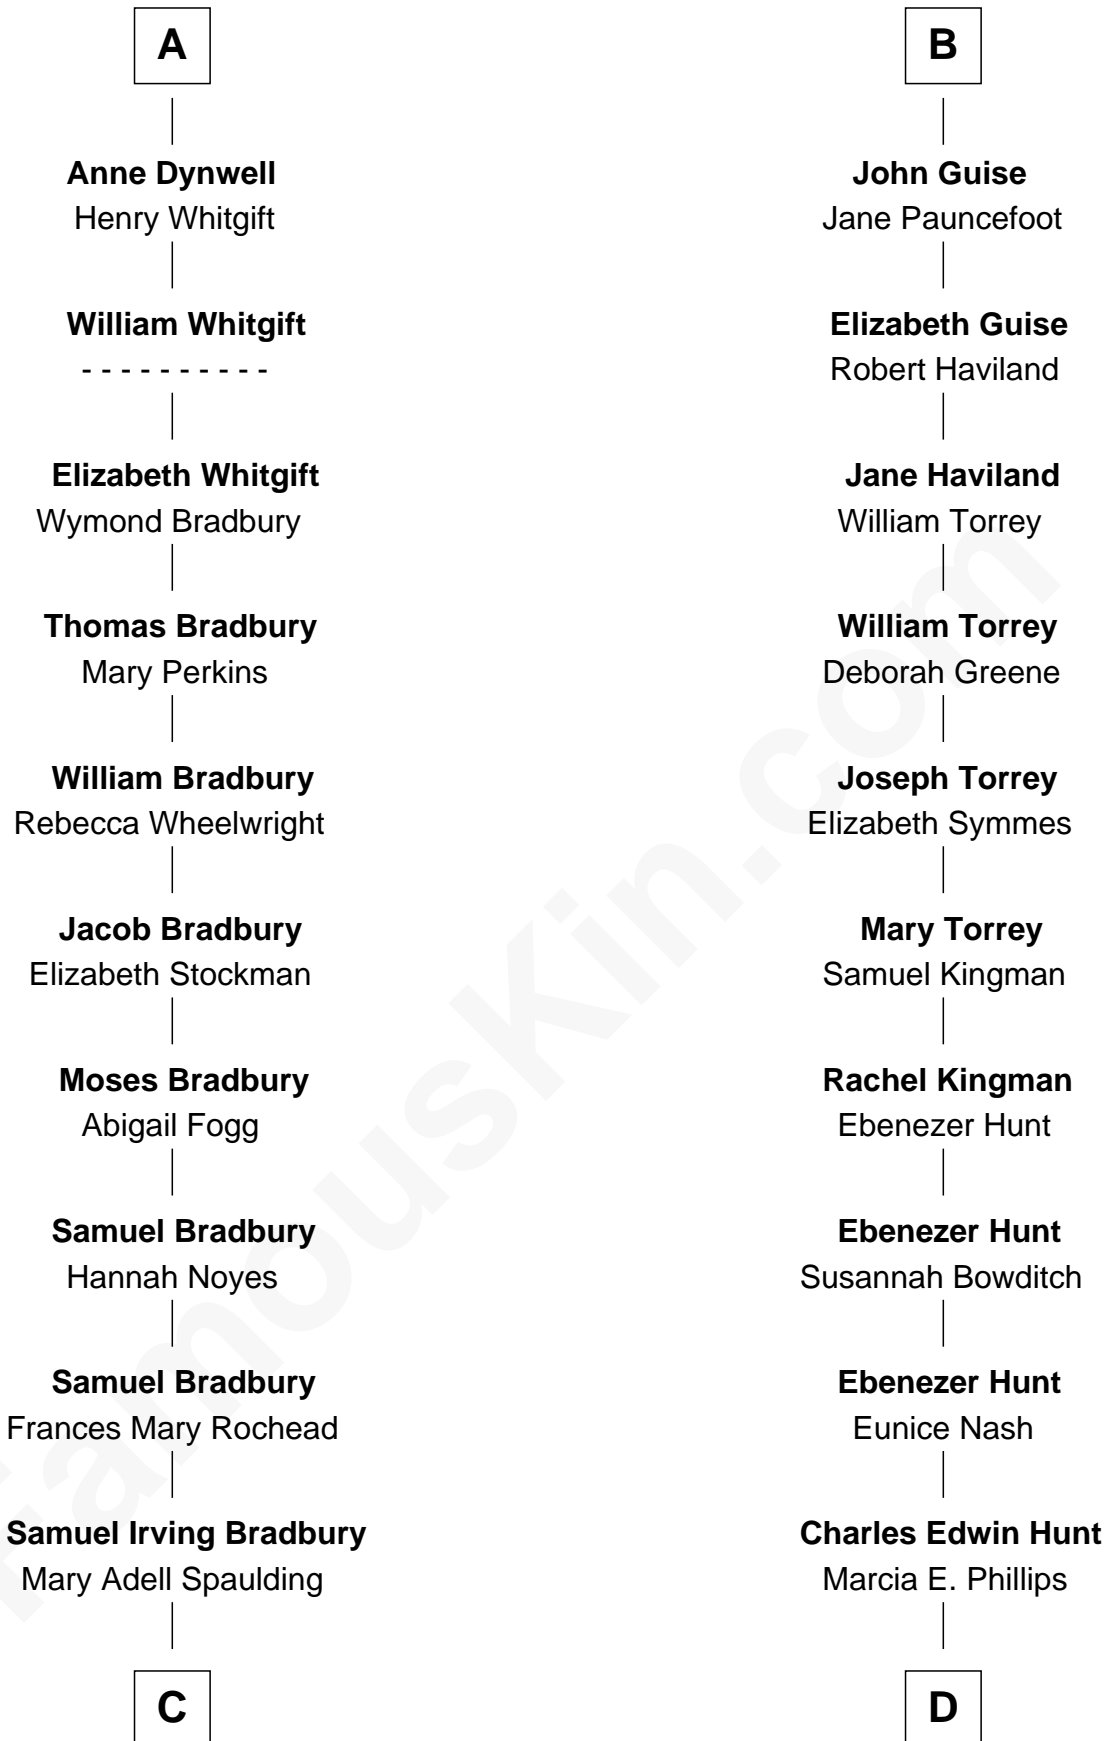 A
Anne Dynwell
Henry Whitgift
William Whitgift
- - - - - - - - - -
Elizabeth Whitgift
Wymond Bradbury
Thomas Bradbury
Mary Perkins
William Bradbury
Rebecca Wheelwright
Jacob Bradbury
Elizabeth Stockman
Moses Bradbury
Abigail Fogg
Samuel Bradbury
Hannah Noyes
Samuel Bradbury
Frances Mary Rochead
Samuel Irving Bradbury
Mary Adell Spaulding
C
B
John Guise
Jane Pauncefoot
Elizabeth Guise
Robert Haviland
Jane Haviland
William Torrey
William Torrey
Deborah Greene
Joseph Torrey
Elizabeth Symmes
Mary Torrey
Samuel Kingman
Rachel Kingman
Ebenezer Hunt
Ebenezer Hunt
Susannah Bowditch
Ebenezer Hunt
Eunice Nash
Charles Edwin Hunt
Marcia E. Phillips
D
FamousKin.com